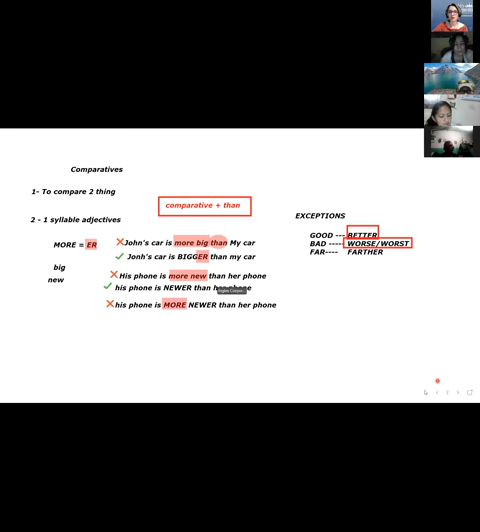 Comparatives
1- To compare 2 thing
comparative + than
2 - 1 syllable adjectives
MORE = ER
big
new
John's car is more big than My car
Jonh's car is BIGGER than my car
His phone is more new than her phone
his phone is NEWER than her phone
his phone is MORE NEWER than her phone
EXCEPTIONS
GOOD --- BETTER
BAD ----- WORSE/WORST
FAR---- FARTHER